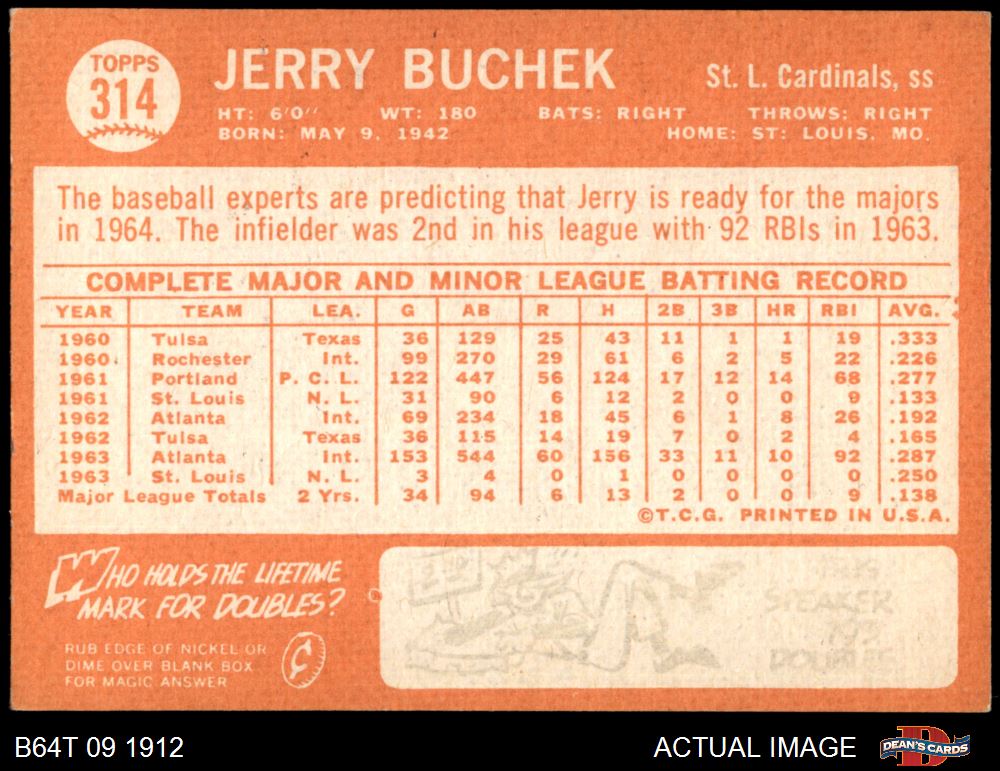 TOPPS
314
JERRY BUCHEK
St. L. Cardinals, ss
HT: 6'0'' WT: 180 BATS: RIGHT THROWS: RIGHT
BORN: MAY 9, 1942 HOME: ST: LOUIS, MO.
The baseball experts are predicting that Jerry is ready for the majors
in 1964. The infielder was 2nd in his league with 92 RBIs in 1963.
COMPLETE MAJOR AND MINOR LEAGUE BATTING RECORD
YEAR TEAM LEA. G AB R H 2B 3B HR RBI AVG.
1960 Tulsa Texas 36 129 25 43 11 1 1 19 .333
1960 Rochester Int. 99 270 29 61 6 2 5 22 .226
1961 Portland P. C. L. 122 447 56 124 17 12 14 68 .277
1961 St. Louis N. L. 31 90 6 12 2 0 0 9 .133
1962 Atlanta Int. 69 234 18 45 6 1 8 26 .192
1962 Tulsa Texas 36 115 14 19 7 0 2 4 .165
1963 Atlanta Int. 153 544 60 156 33 11 10 92 .287
1963 St. Louis N. L. 3 4 0 1 0 0 0 0 .250
Major League Totals 2 Yrs. 34 94 6 13 2 0 0 9 .138
©T.C.G. PRINTED IN U.S.A.
WHO HOLDS THE LIFETIME
MARK FOR DOUBLES?
RUB EDGE OF NICKEL OR
DIME OVER BLANK BOX
FOR MAGIC ANSWER
SPEAKER
793
DOUBLES
B64T 09 1912
ACTUAL IMAGE
DEAN'S CARDS